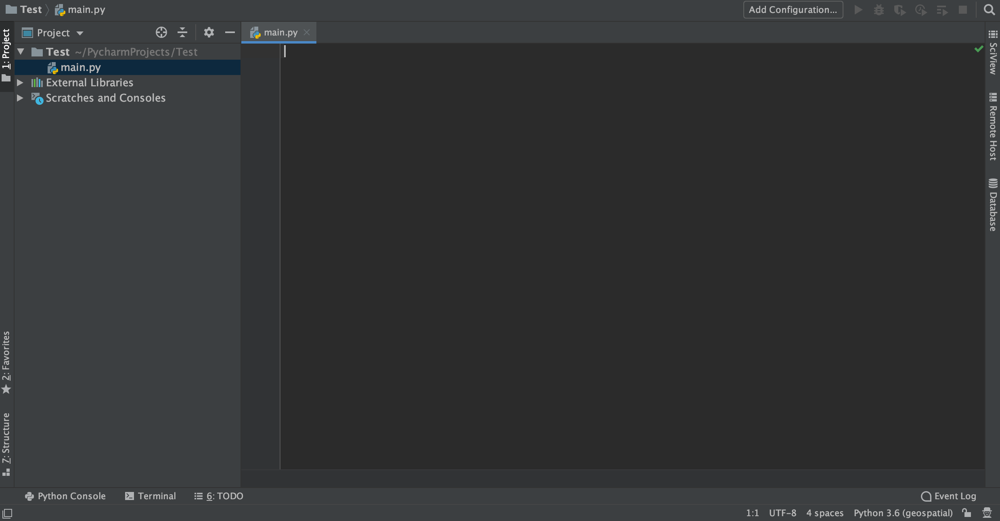 Test main.py
Add Configuration...
1: Project
Project
main.py
Test ~/PycharmProjects/Test
main.py
External Libraries
Scratches and Consoles
2: Favorites
7: Structure
SciView
Remote Host
Database
Python Console Terminal 6: TODO
Event Log
1:1 UTF-8 4 spaces Python 3.6 (geospatial)